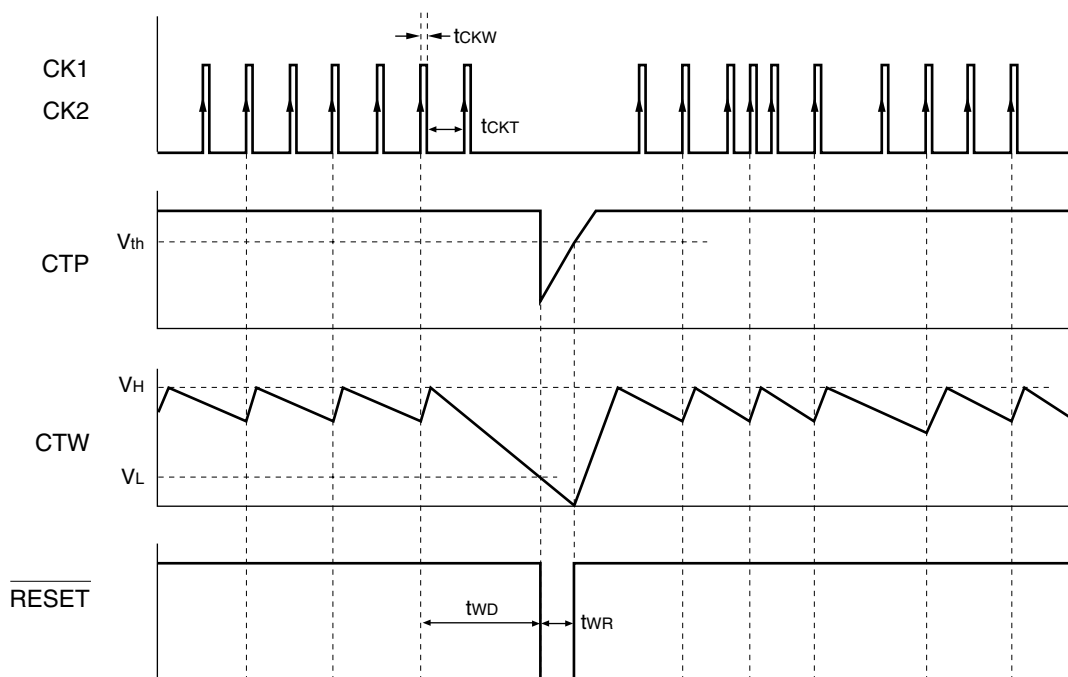 tCKW
CK1
CK2
tCKT
Vth
CTP
VH
CTW
VL
RESET
tWD
tWR